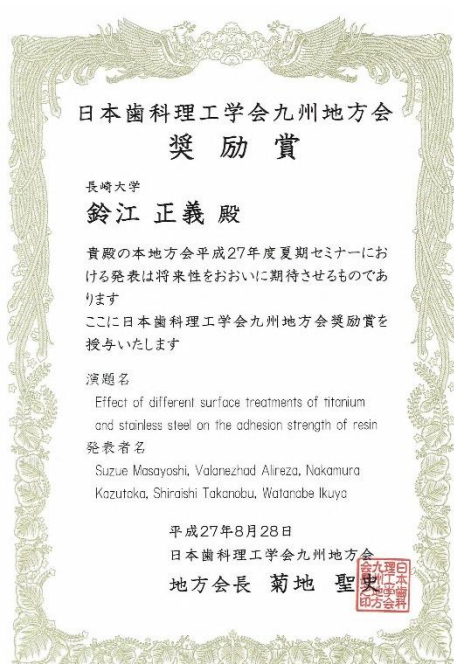 日本歯科理工学会九州地方会
奨励賞
長崎大学
鈴江 正義 殿
貴殿の本地方会平成27年度夏期セミナーにお
ける発表は将来性をおおいに期待させるものであ
ります
ここに日本歯科理工学会九州地方会奨励賞を
授与いたします
演題名
Effect of different surface treatments of titanium
and stainless steel on the adhesion strength of resin
発表者名
Suzue Masayoshi, Valanezhad Alireza, Nakamura
Kazutaka, Shiraishi Takanobu, Watanabe Ikuya
平成27年8月28日
日本歯科理工学会九州地方会
地方会長 菊地 聖史